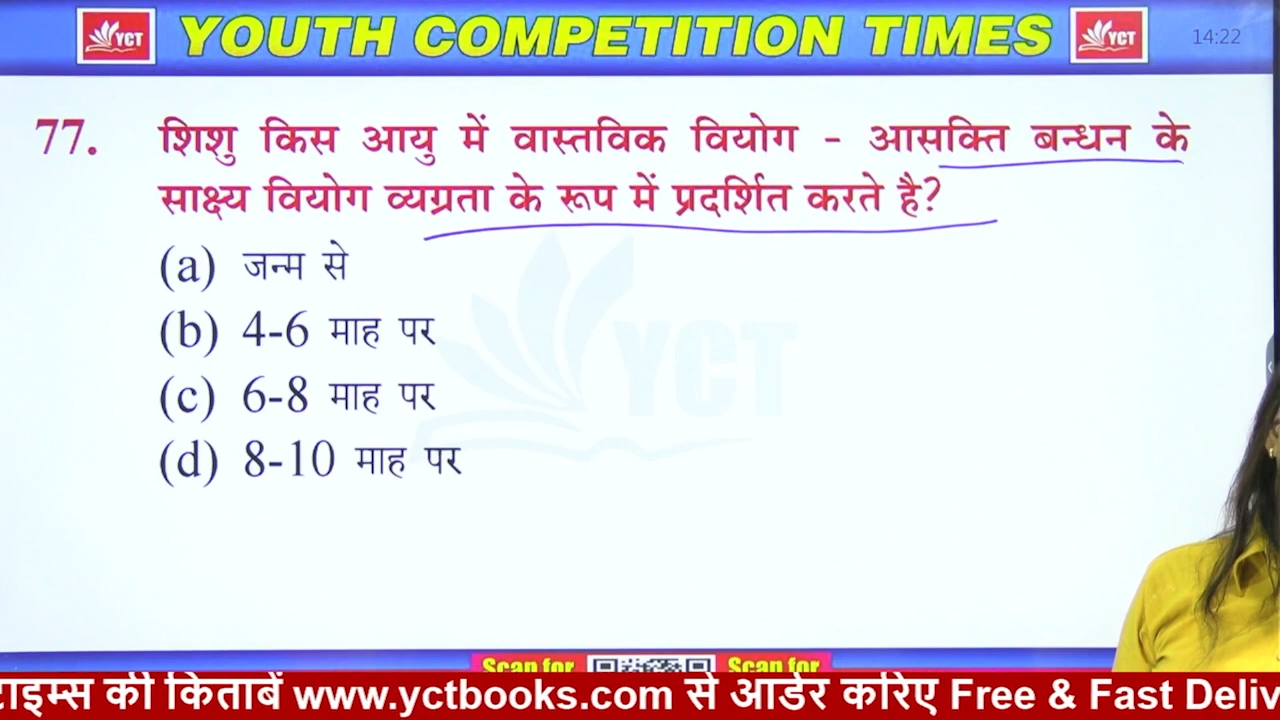 YCT YOUTH COMPETITION TIMES YCT 14:22
77. शिशु किस आयु में वास्तविक वियोग - आसक्ति बन्धन के
साक्ष्य वियोग व्यग्रता के रूप में प्रदर्शित करते है?
(a) जन्म से
(b) 4-6 माह पर
(c) 6-8 माह पर
(d) 8-10 माह पर
YCT
Scan for Scan for
टाइम्स की किताबें www.yctbooks.com से आर्डर करिए Free & Fast Deliv